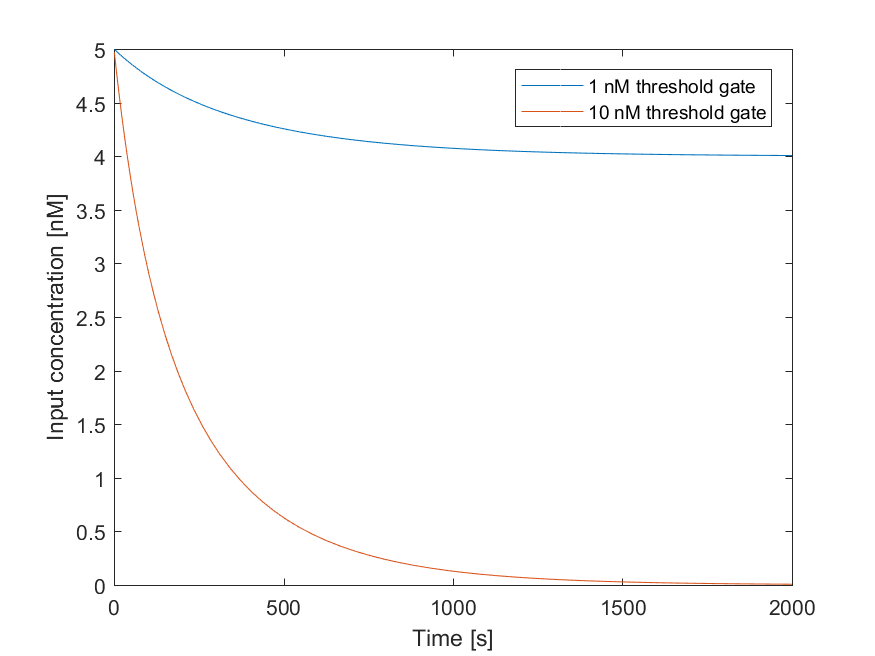 1 nM threshold gate
10 nM threshold gate
5
4.5
4
3.5
3
2.5
2
1.5
1
0.5
0
Input concentration [nM]
0 500 1000 1500 2000
Time [s]